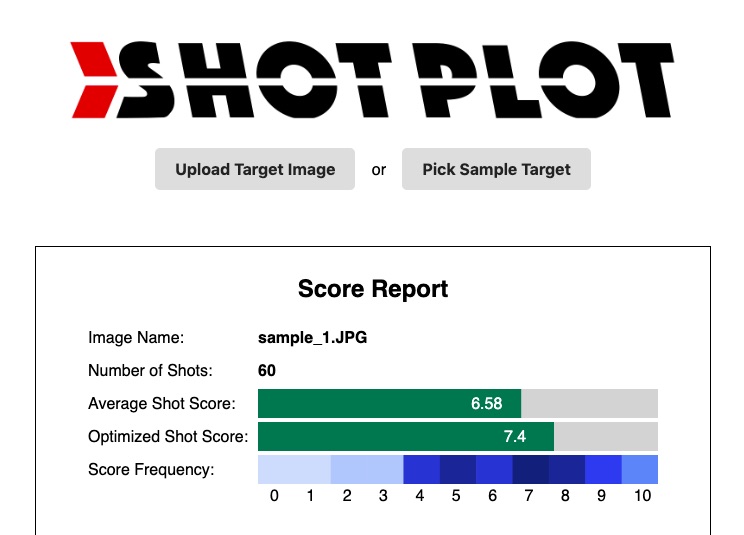 SHOT PLOT
Upload Target Image or Pick Sample Target
Score Report
Image Name: sample_1.JPG
Number of Shots: 60
Average Shot Score: 6.58
Optimized Shot Score: 7.4
Score Frequency:
0 1 2 3 4 5 6 7 8 9 10